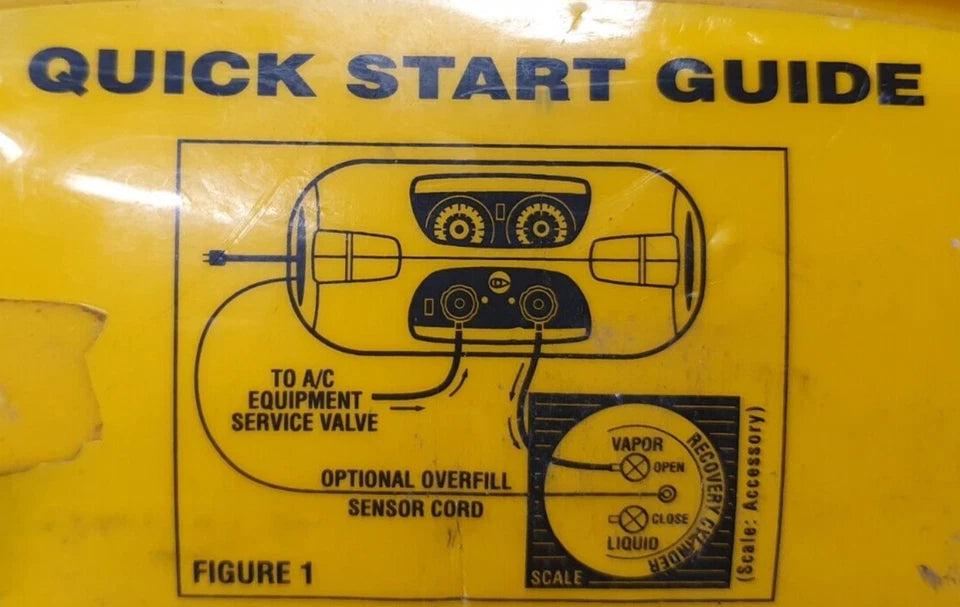 QUICK START GUIDE
TO A/C
EQUIPMENT
SERVICE VALVE
OPTIONAL OVERFILL
SENSOR CORD
VAPOR
OPEN
CLOSE
LIQUID
RECOVERY CYLINDER
(Scale: Accessory)
SCALE
FIGURE 1